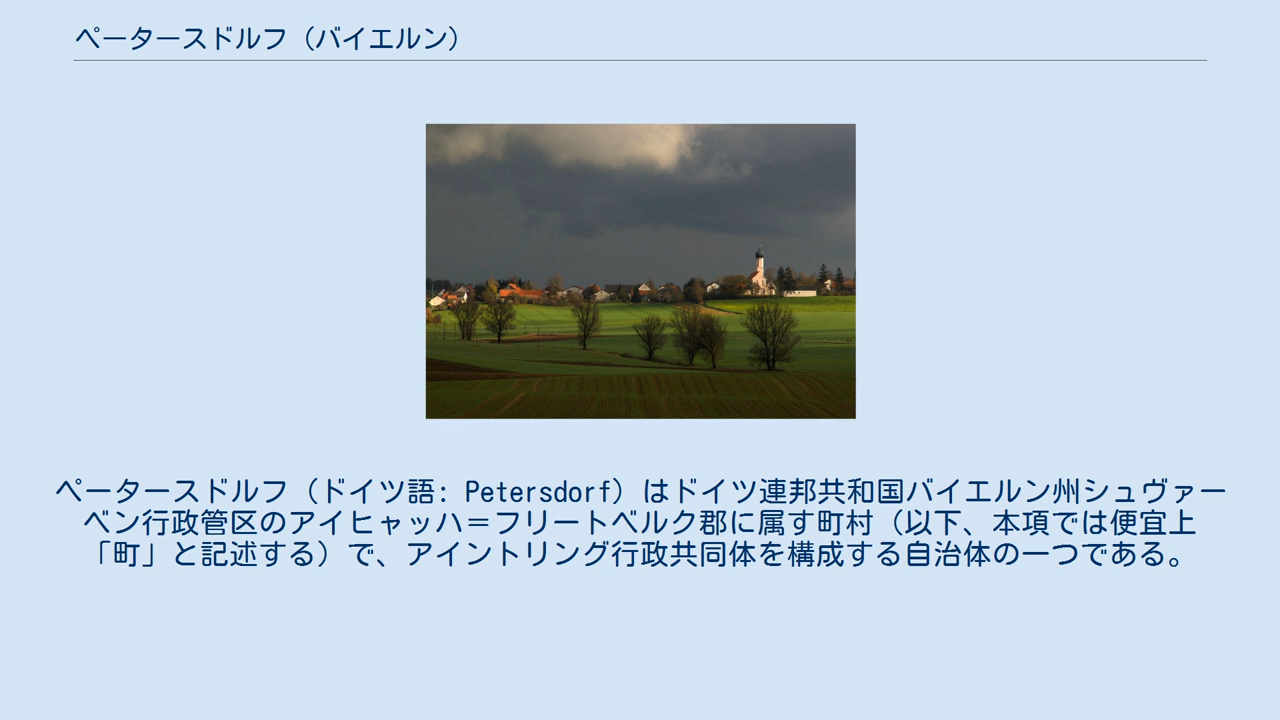 ペータースドルフ（バイエルン）
ペータースドルフ（ドイツ語: Petersdorf）はドイツ連邦共和国バイエルン州シュヴァー
ベン行政管区のアイヒャッハ＝フリートベルク郡に属す町村（以下、本項では便宜上
「町」と記述する）で、アイントリング行政共同体を構成する自治体の一つである。